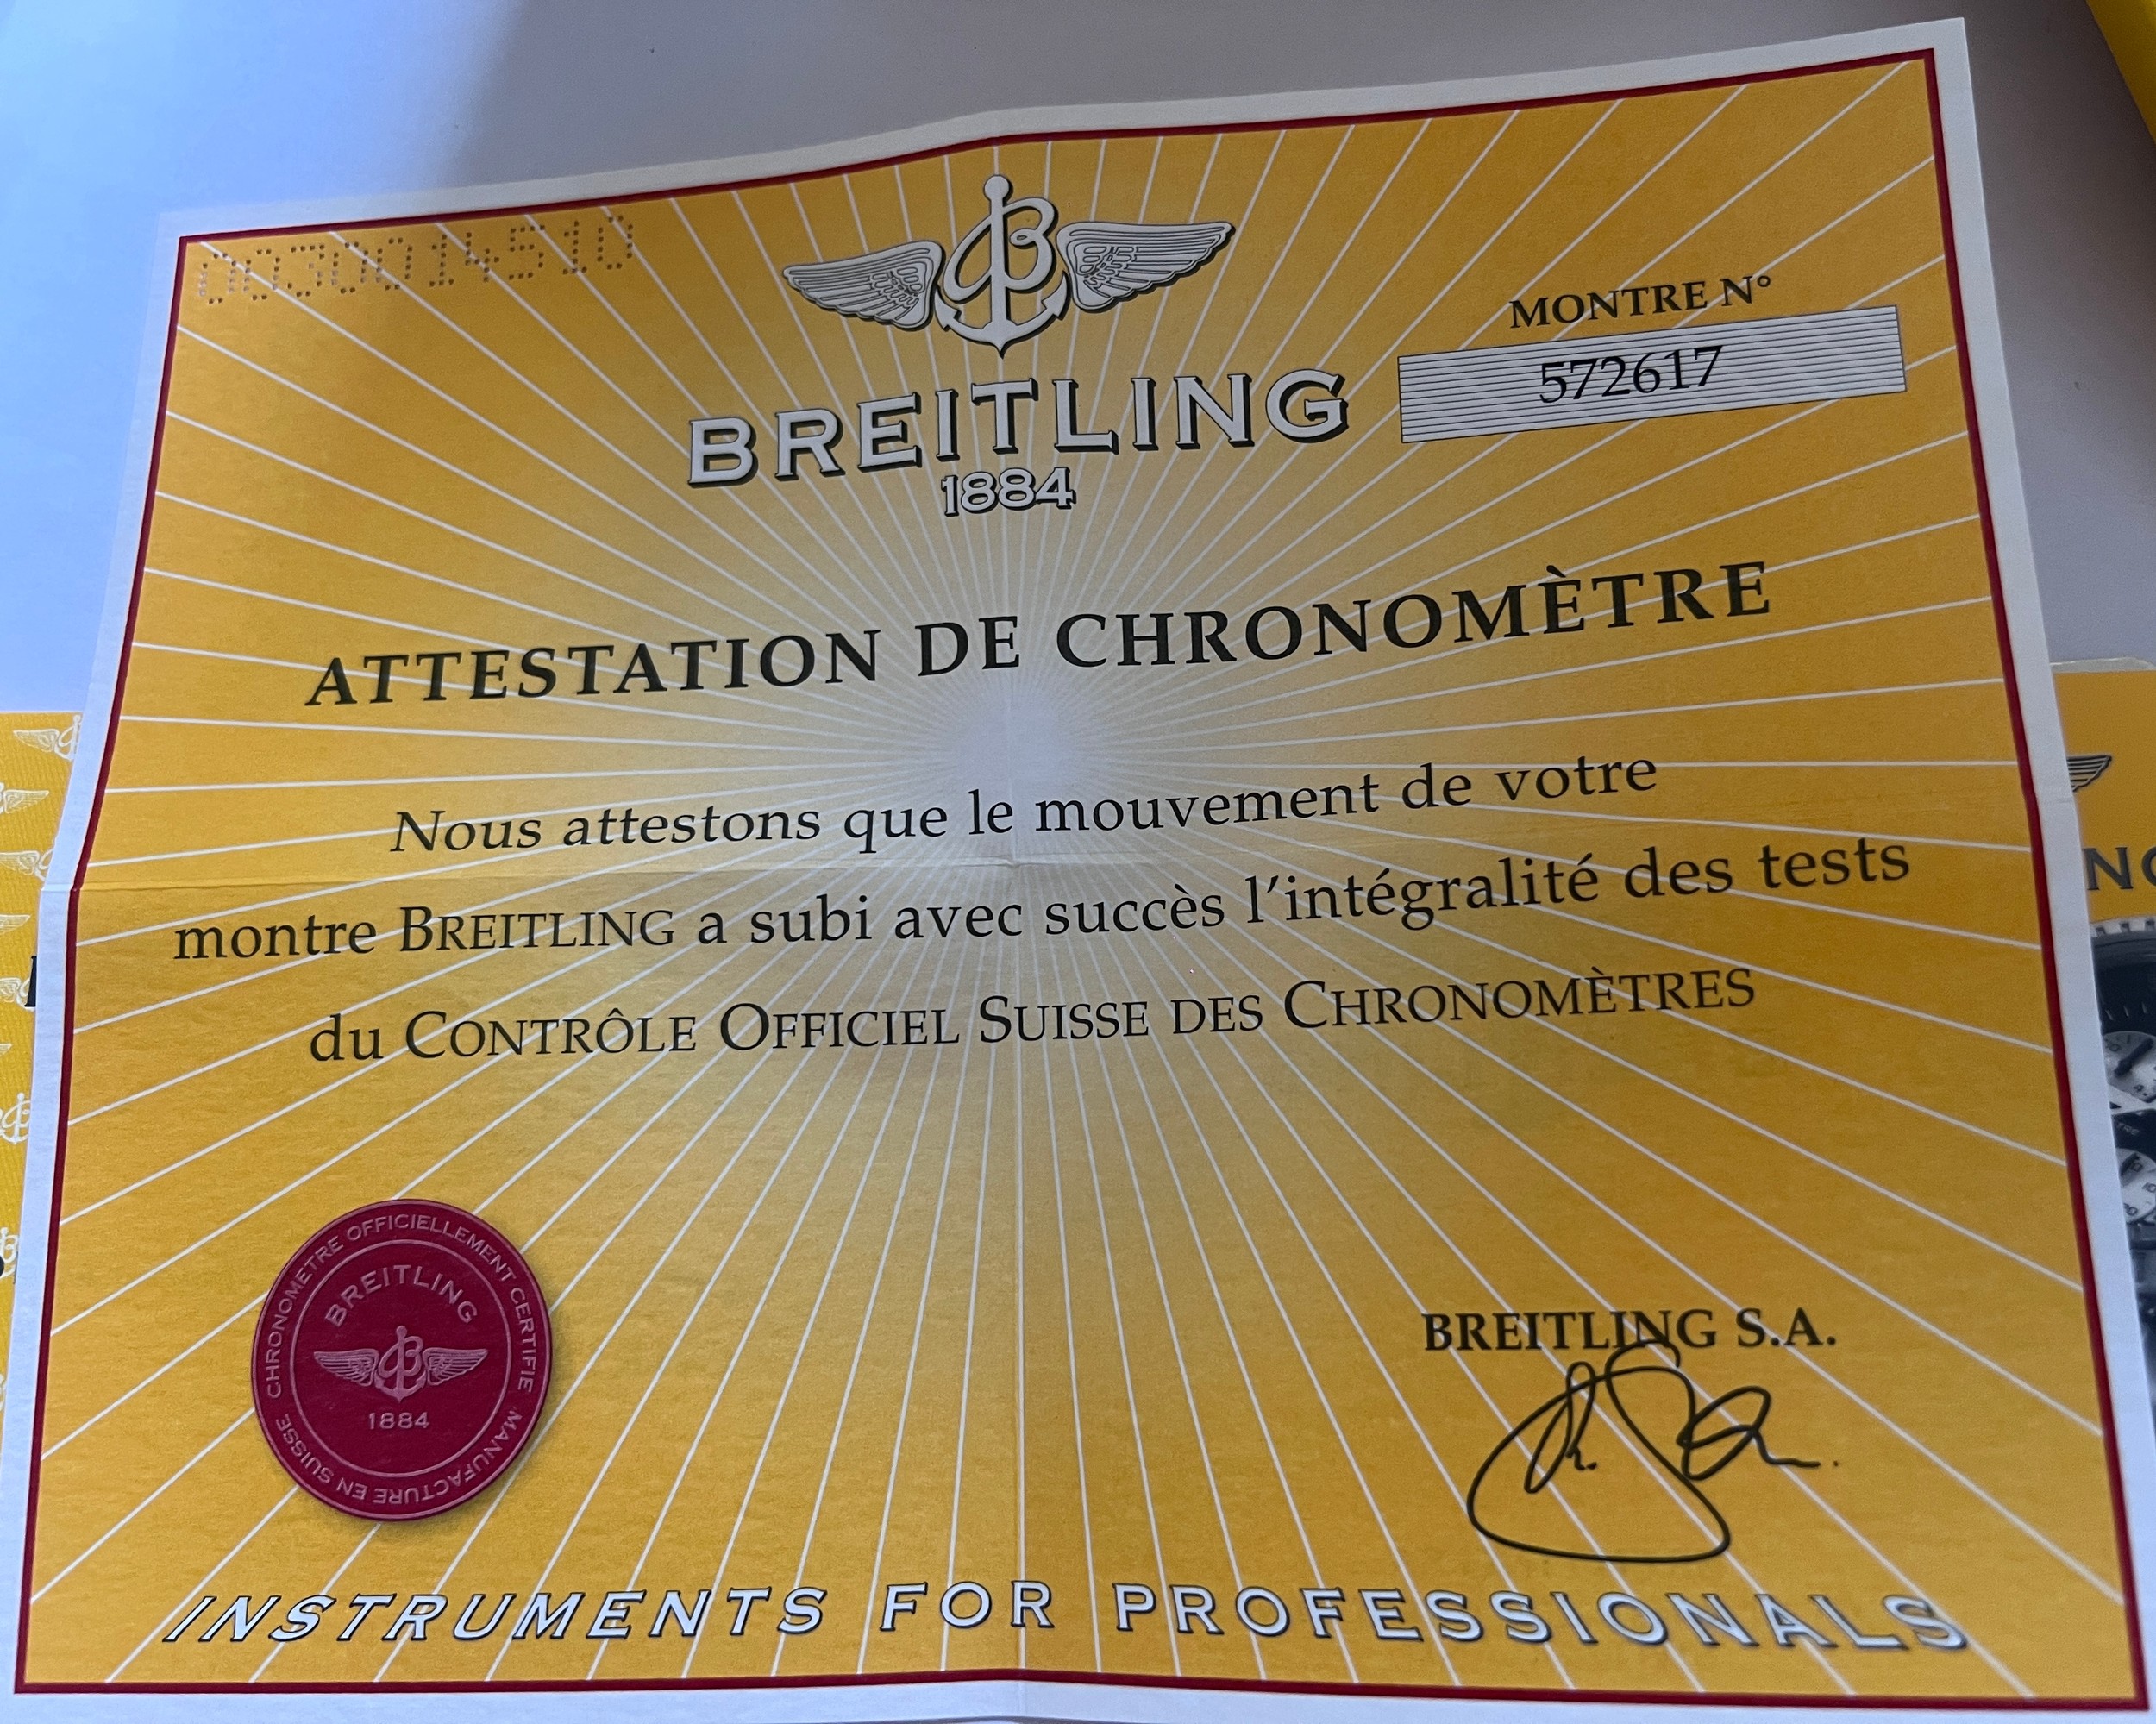 0030014510
MONTRE N°
572617
BREITLING
1884
ATTESTATION DE CHRONOMÈTRE
Nous attestons que le mouvement de votre
montre BREITLING a subi avec succès l'intégralité des tests
du CONTRÔLE OFFICIEL SUISSE DES CHRONOMÈTRES
CHRONOMETRE OFFICIELLEMENT CERTIFIE MANUFACTURE EN SUISSE
BREITLING
1884
BREITLING S.A.
INSTRUMENTS FOR PROFESSIONALS